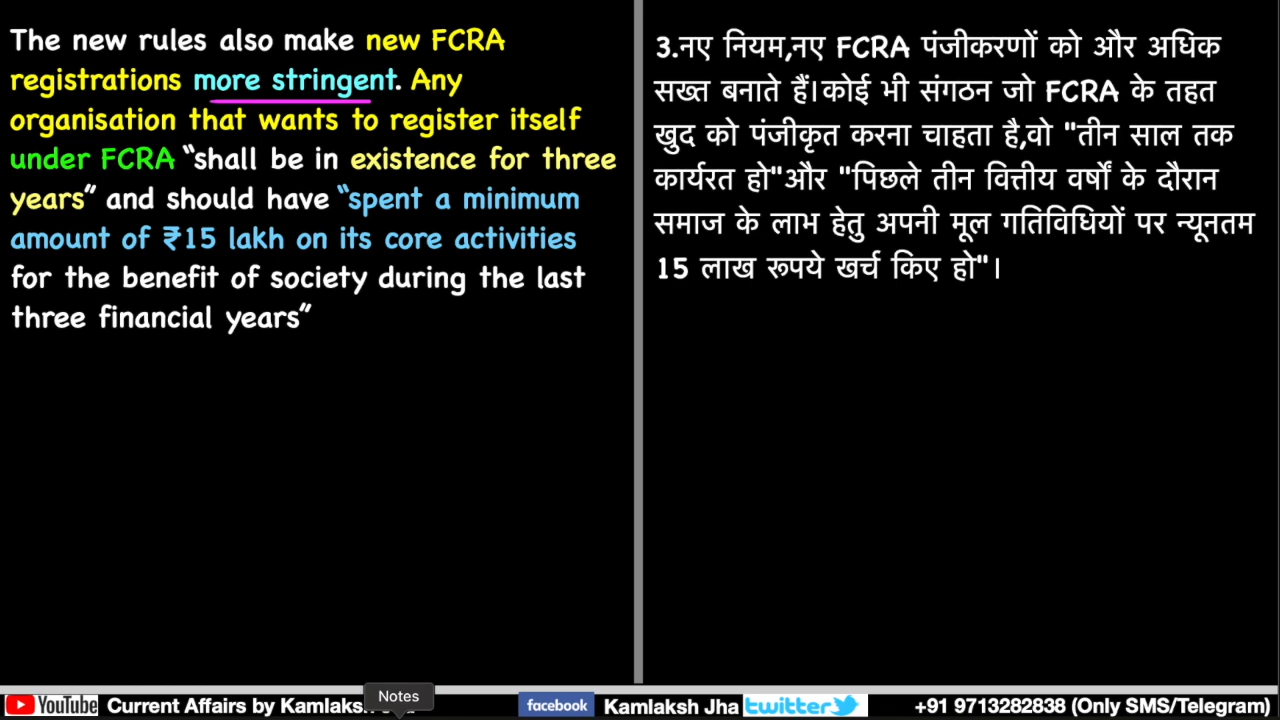 The new rules also make new FCRA
registrations more stringent. Any
organisation that wants to register itself
under FCRA “shall be in existence for three
years” and should have “spent a minimum
amount of ₹15 lakh on its core activities
for the benefit of society during the last
three financial years”
3.नए नियम,नए FCRA पंजीकरणों को और अधिक
सख्त बनाते हैं।कोई भी संगठन जो FCRA के तहत
खुद को पंजीकृत करना चाहता है,वो "तीन साल तक
कार्यरत हो"और "पिछले तीन वित्तीय वर्षों के दौरान
समाज के लाभ हेतु अपनी मूल गतिविधियों पर न्यूनतम
15 लाख रूपये खर्च किए हो"।
Notes
YouTube Current Affairs by Kamlaksh facebook Kamlaksh Jha twitter +91 9713282838 (Only SMS/Telegram)